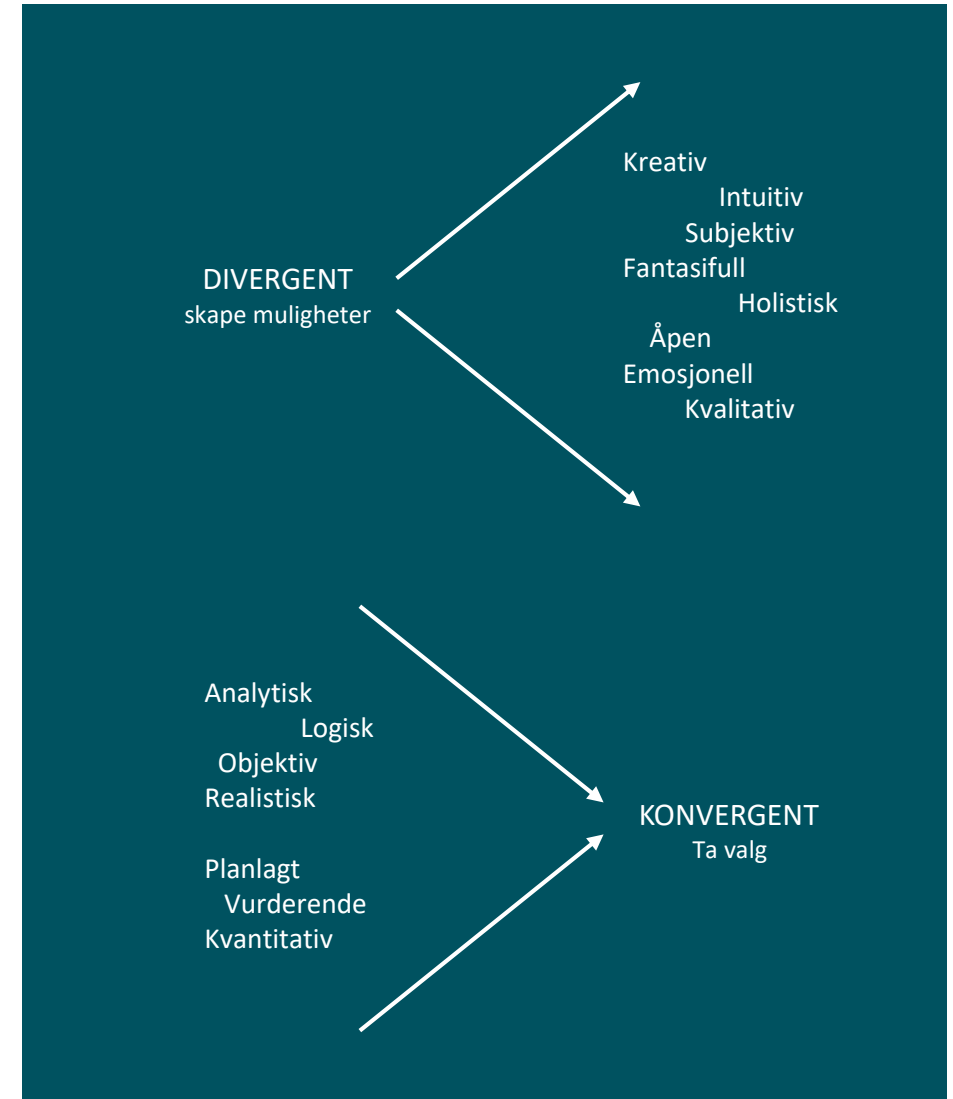 Kreativ
Intuitiv
Subjektiv
Fantasifull
Holistisk
Åpen
Emosjonell
Kvalitativ
DIVERGENT
skape muligheter
Analytisk
Logisk
Objektiv
Realistisk
Planlagt
Vurderende
Kvantitativ
KONVERGENT
Ta valg